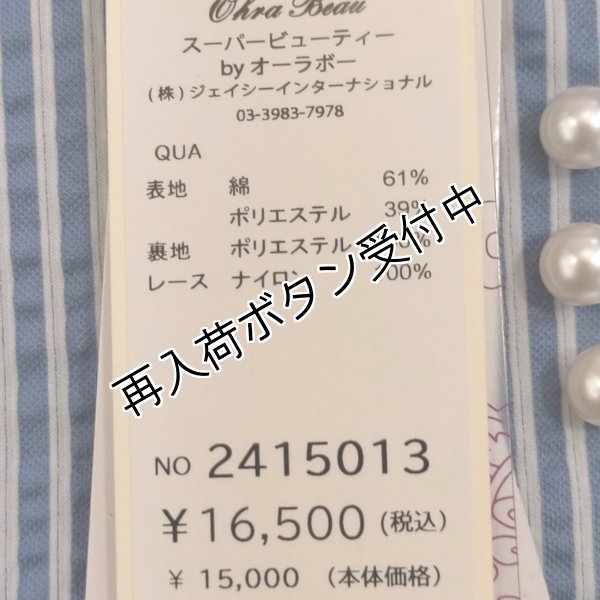 Ohra Beau
スーパービューティー
by オーラボー
(株)ジェイシーインターナショナル
03-3983-7978
QUA
表地 綿 61%
ポリエステル 39%
裏地 ポリエステル
レース ナイロン 100%
再入荷ボタン受付中
NO 2415013
¥16,500 (税込)
¥ 15,000 (本体価格)